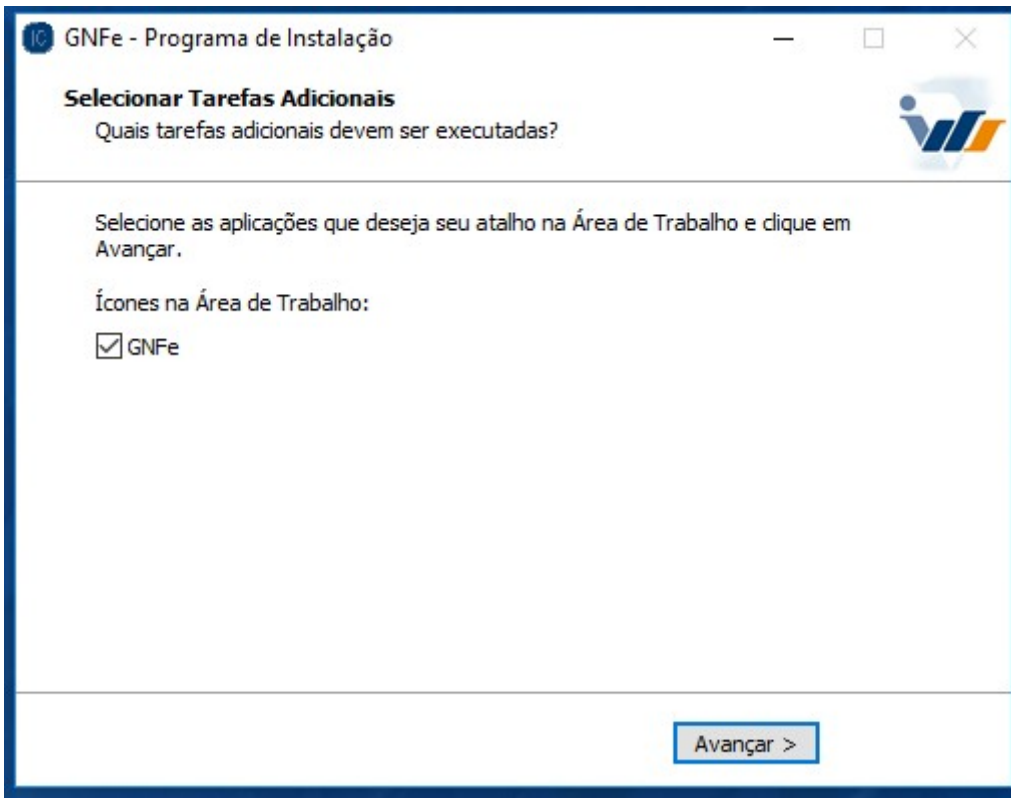 IC GNFe - Programa de Instalação
Selecionar Tarefas Adicionais
Quais tarefas adicionais devem ser executadas?
Selecione as aplicações que deseja seu atalho na Área de Trabalho e clique em
Avançar.
Ícones na Área de Trabalho:
GNFe
Avançar >